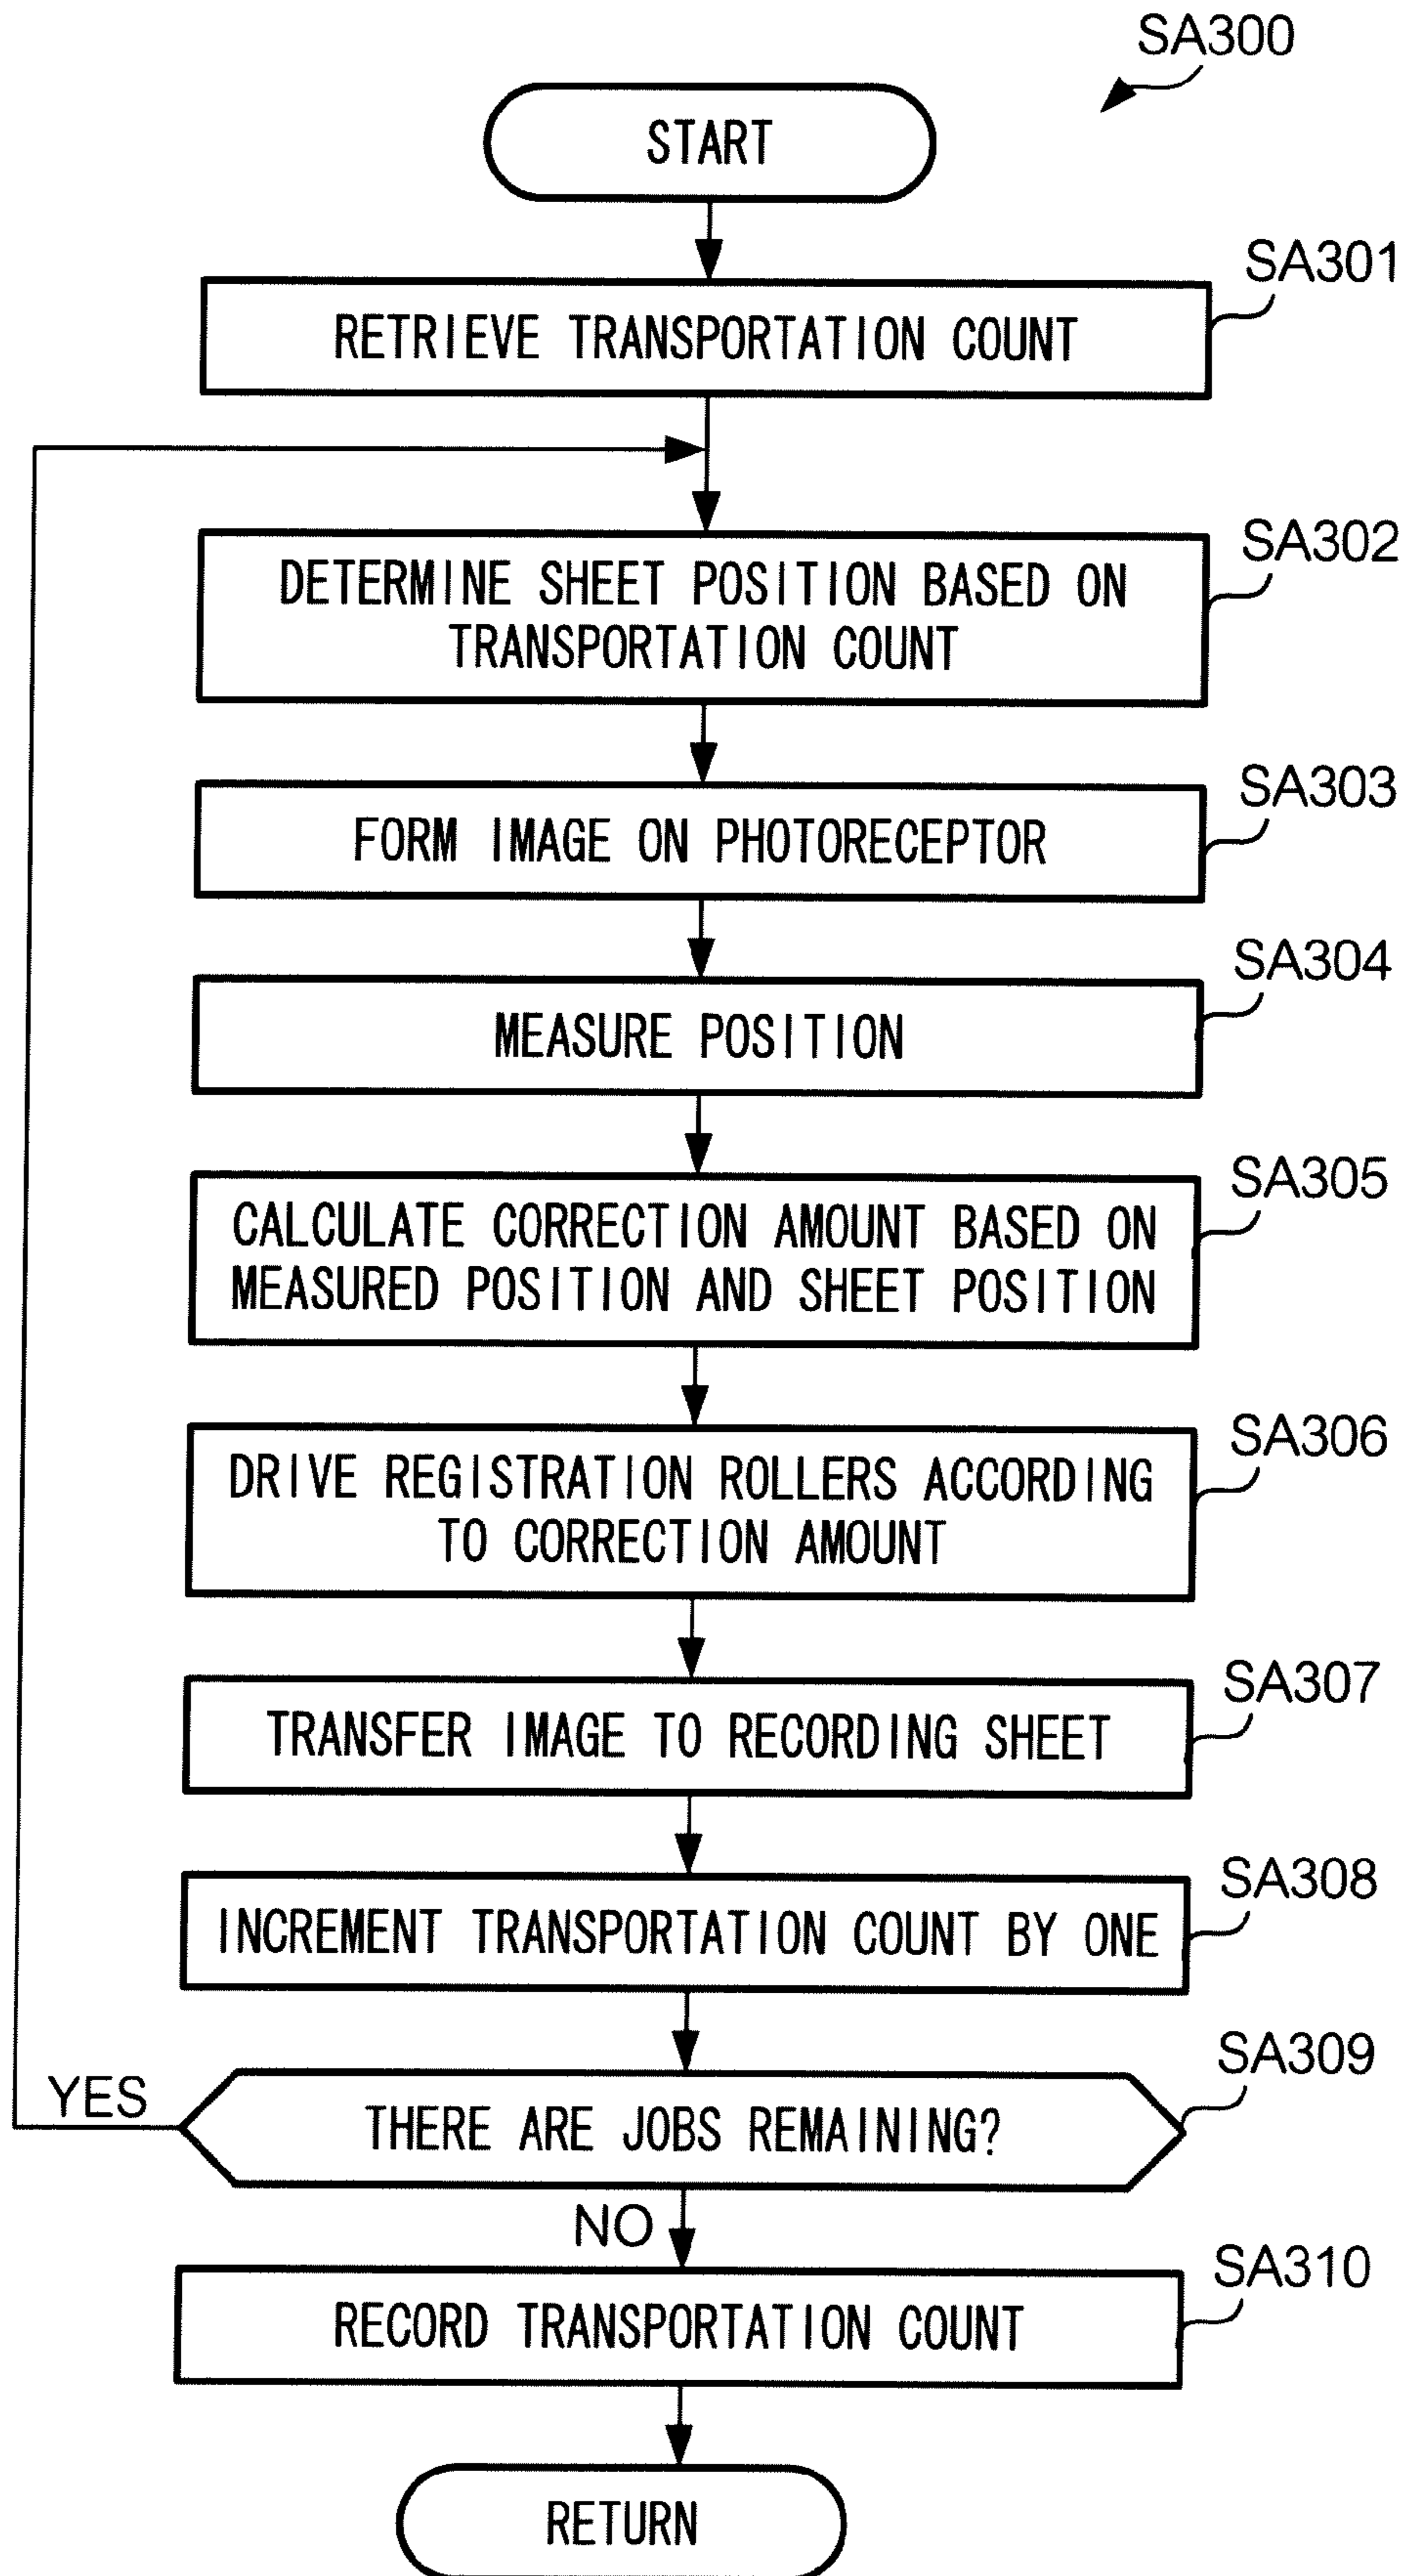 SA300
START
SA301
RETRIEVE TRANSPORTATION COUNT
SA302
DETERMINE SHEET POSITION BASED ON
TRANSPORTATION COUNT
SA303
FORM IMAGE ON PHOTORECEPTOR
SA304
MEASURE POSITION
SA305
CALCULATE CORRECTION AMOUNT BASED ON
MEASURED POSITION AND SHEET POSITION
SA306
DRIVE REGISTRATION ROLLERS ACCORDING
TO CORRECTION AMOUNT
SA307
TRANSFER IMAGE TO RECORDING SHEET
SA308
INCREMENT TRANSPORTATION COUNT BY ONE
SA309
YES
THERE ARE JOBS REMAINING?
NO
SA310
RECORD TRANSPORTATION COUNT
RETURN